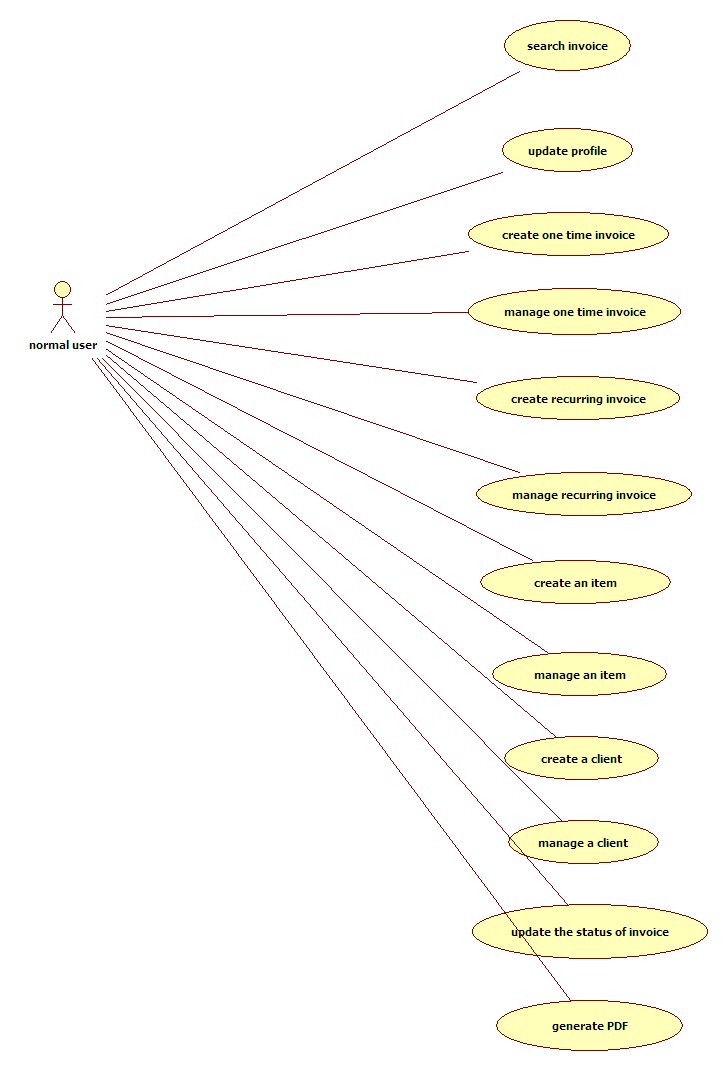 search invoice
update profile
create one time invoice
manage one time invoice
normal user
create recurring invoice
manage recurring invoice
create an item
manage an item
create a client
manage a client
update the status of invoice
generate PDF